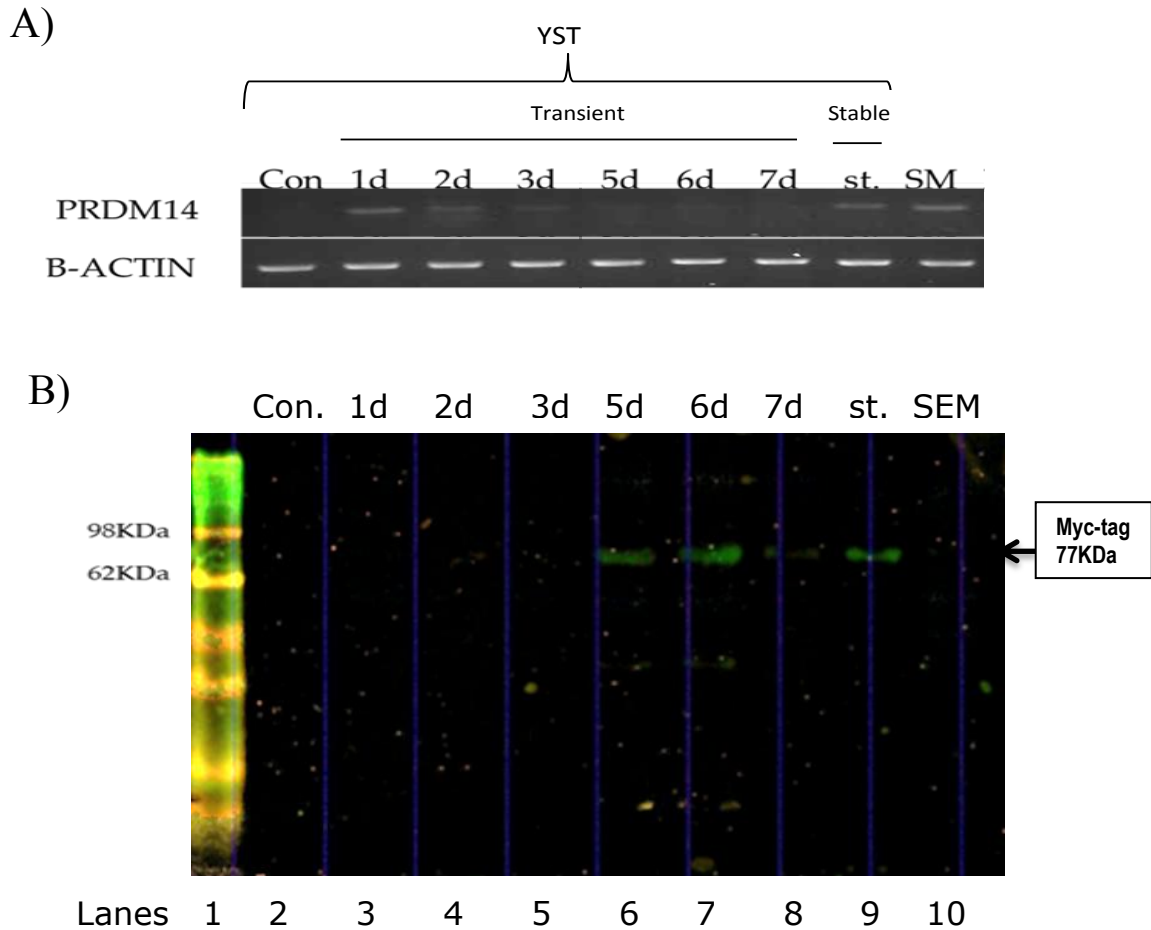 A)
YST
Transient Stable
Con 1d 2d 3d 5d 6d 7d st. SM
PRDM14
B-ACTIN
B)
Con. 1d 2d 3d 5d 6d 7d st. SEM
98KDa
62KDa
Myc-tag
77KDa
Lanes 1 2 3 4 5 6 7 8 9 10